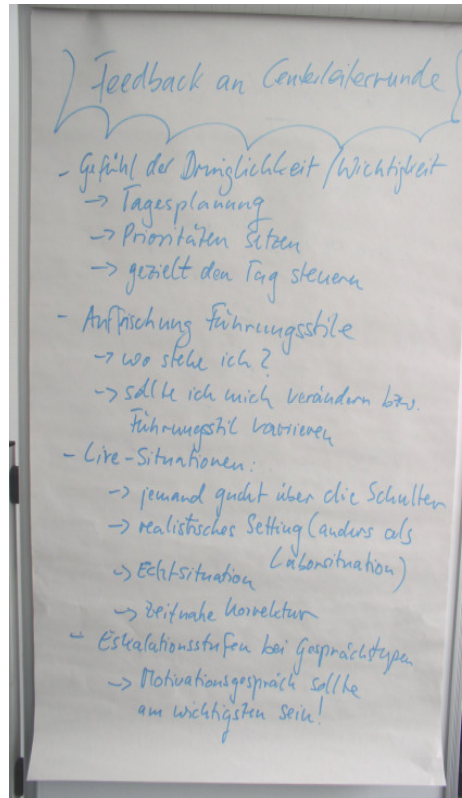 Feedback an Centerleiterrunde
- Gefühl der Dringlichkeit/Wichtigkeit
-> Tagesplanung
-> Prioritäten setzen
-> gezielt den Tag steuern
- Auffrischung Führungsstile
-> wo stehe ich?
-> sollte ich mich verändern bzw.
Führungsstil variieren
- Live-Situationen:
-> jemand guckt über die Schulter
-> realistisches Setting (anders als
Laborsituation)
-> Echtsituation
-> zeitnahe Korrektur
- Eskalationsstufen bei Gesprächstypen
-> Motivationsgespräch sollte
am wichtigsten sein!